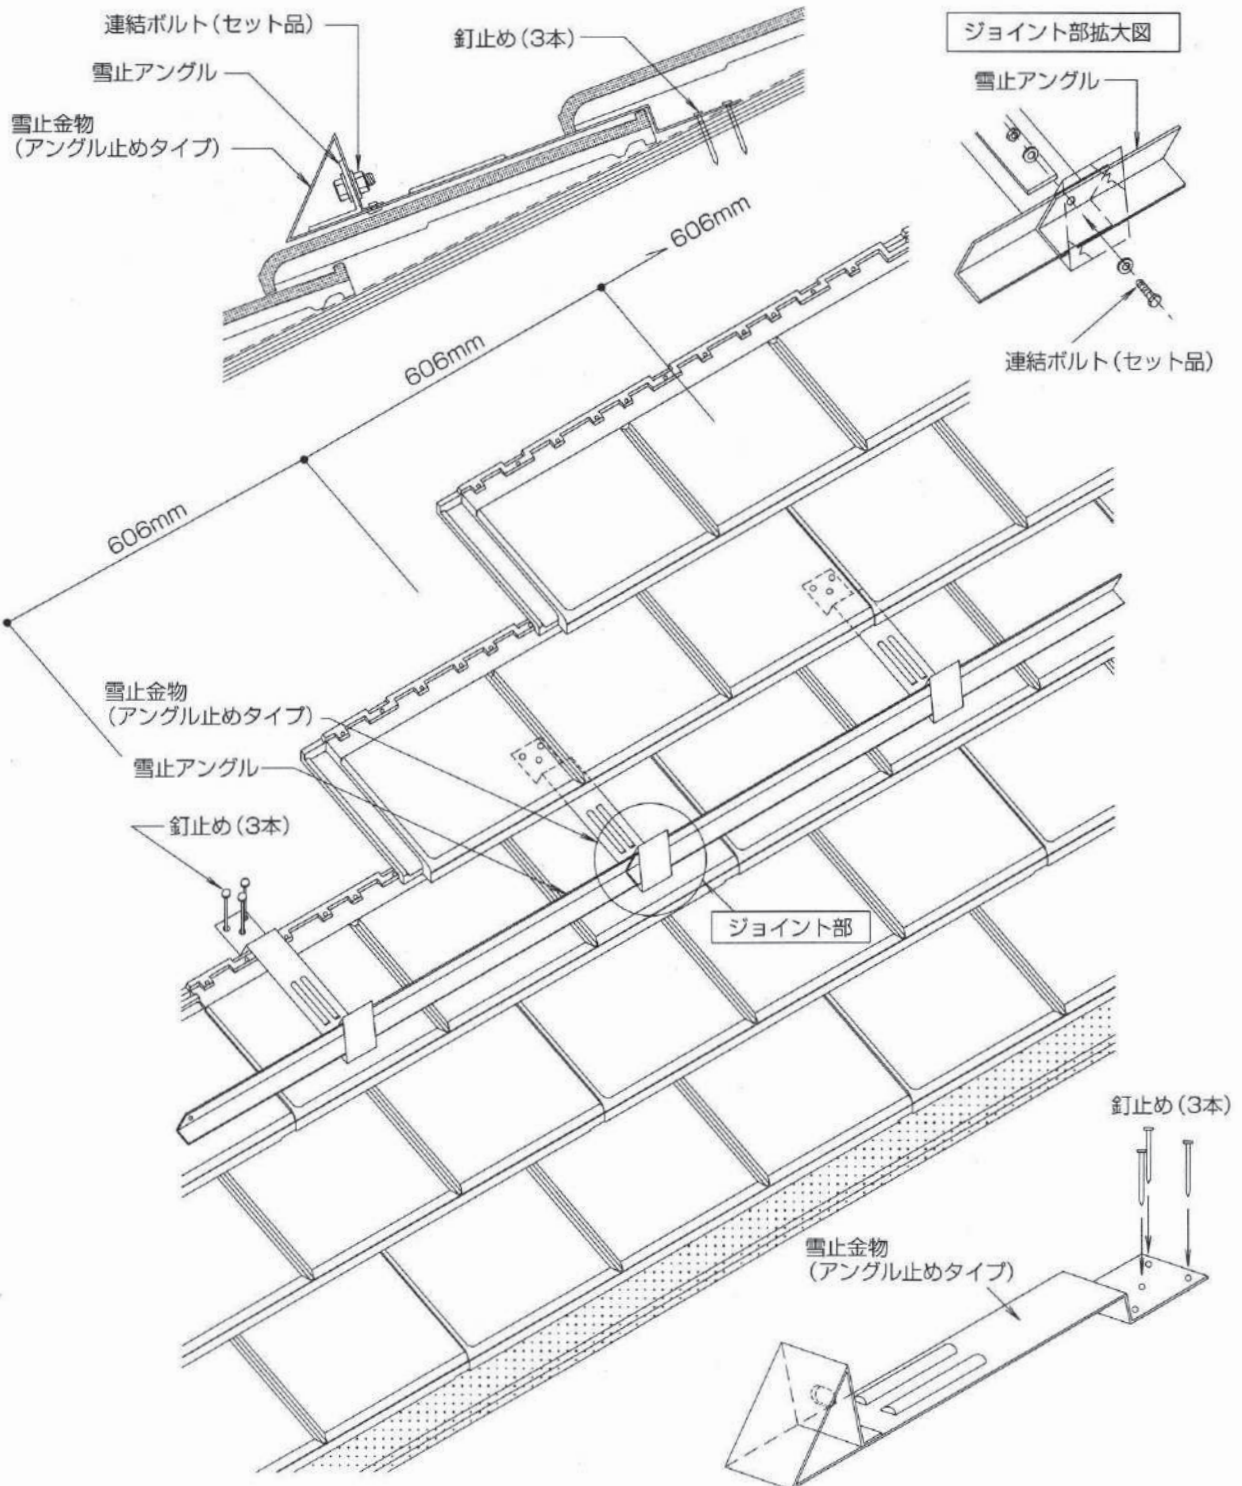 連結ボルト(セット品)
雪止アングル
雪止金物
(アングル止めタイプ)
釘止め(3本)
ジョイント部拡大図
雪止アングル
連結ボルト(セット品)
606mm
606mm
606mm
雪止金物
(アングル止めタイプ)
雪止アングル
釘止め(3本)
ジョイント部
釘止め(3本)
雪止金物
(アングル止めタイプ)